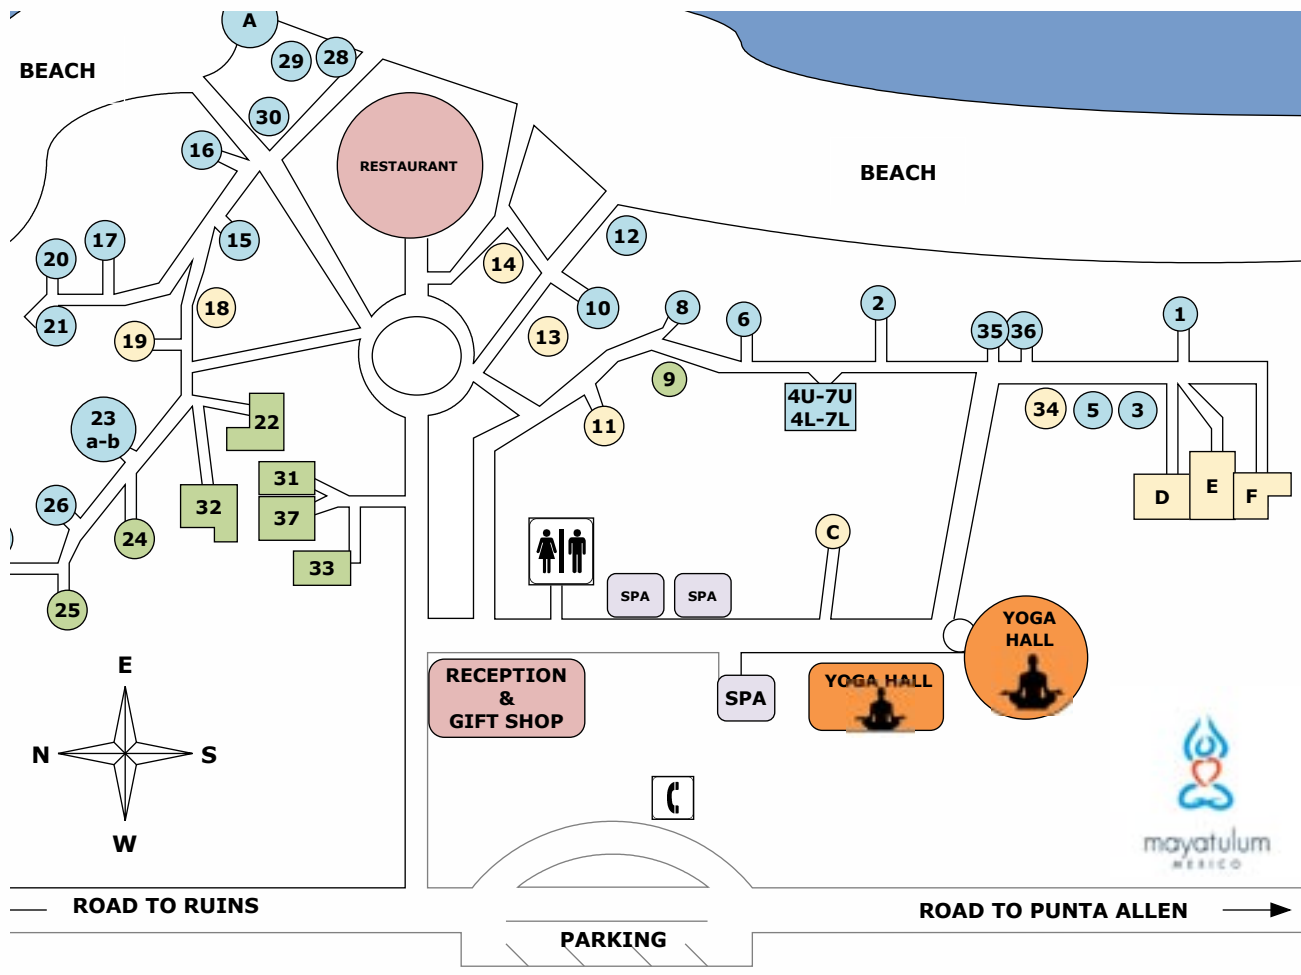 A
BEACH
29
28
30
16
RESTAURANT
BEACH
20
17
15
12
14
21
18
19
10
13
8
6
2
35
36
1
9
4U-7U
4L-7L
34
5
3
11
23
a-b
22
31
37
32
33
26
24
25
D
E
F
C
SPA
SPA
YOGA
HALL
RECEPTION
&
GIFT SHOP
SPA
YOGA HALL
E
N
S
W
mayatulum
MEXICO
ROAD TO RUINS
ROAD TO PUNTA ALLEN
PARKING